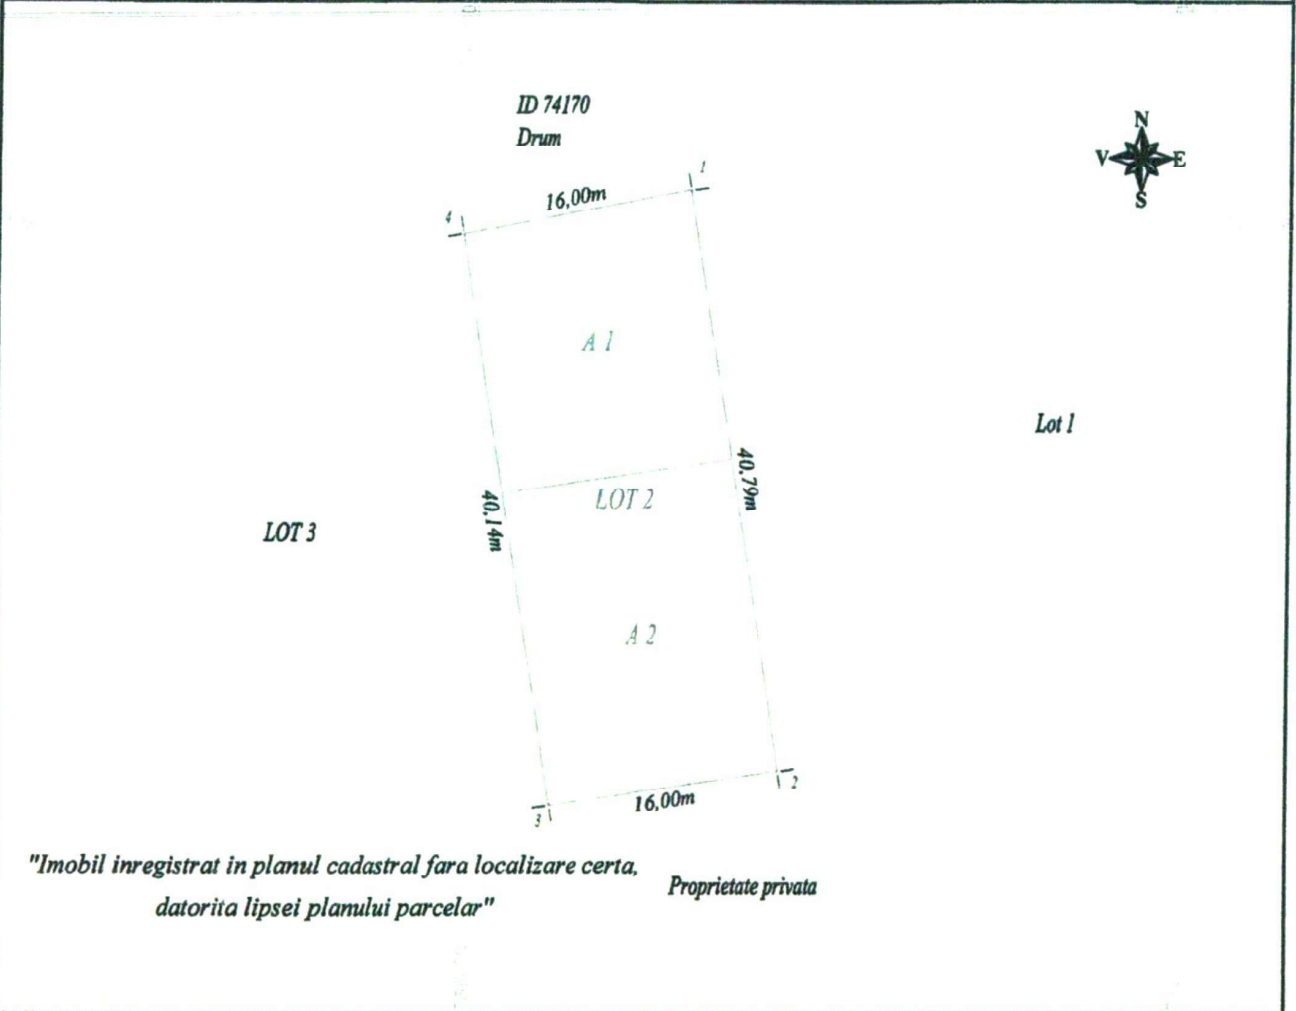 ID 74170
Drum
N
V E
S
1
16,00m
4
A 1
Lot 1
40,79m
LOT 2
40,14m
LOT 3
A 2
2
16,00m
3
"Imobil inregistrat in planul cadastral fara localizare certa,
datorita lipsei planului parcelar"
Proprietate privata